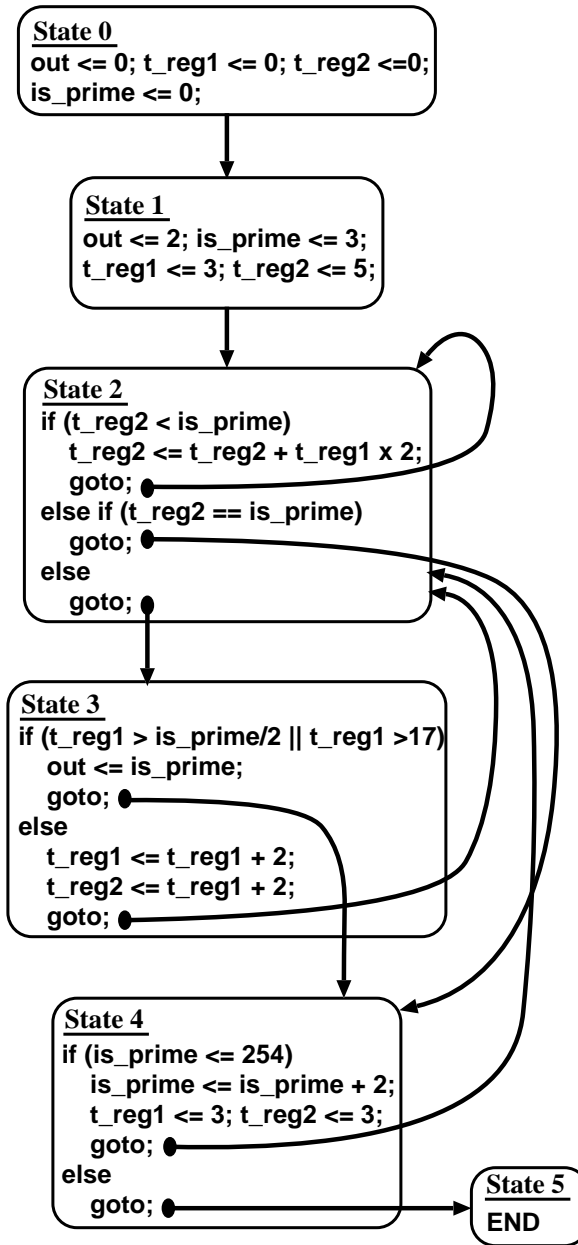 State 0
out <= 0; t_reg1 <= 0; t_reg2 <=0;
is_prime <= 0;
State 1
out <= 2; is_prime <= 3;
t_reg1 <= 3; t_reg2 <= 5;
State 2
if (t_reg2 < is_prime)
t_reg2 <= t_reg2 + t_reg1 x 2;
goto;
else if (t_reg2 == is_prime)
goto;
else
goto;
State 3
if (t_reg1 > is_prime/2 || t_reg1 >17)
out <= is_prime;
goto;
else
t_reg1 <= t_reg1 + 2;
t_reg2 <= t_reg1 + 2;
goto;
State 4
if (is_prime <= 254)
is_prime <= is_prime + 2;
t_reg1 <= 3; t_reg2 <= 3;
goto;
else
goto;
State 5
END